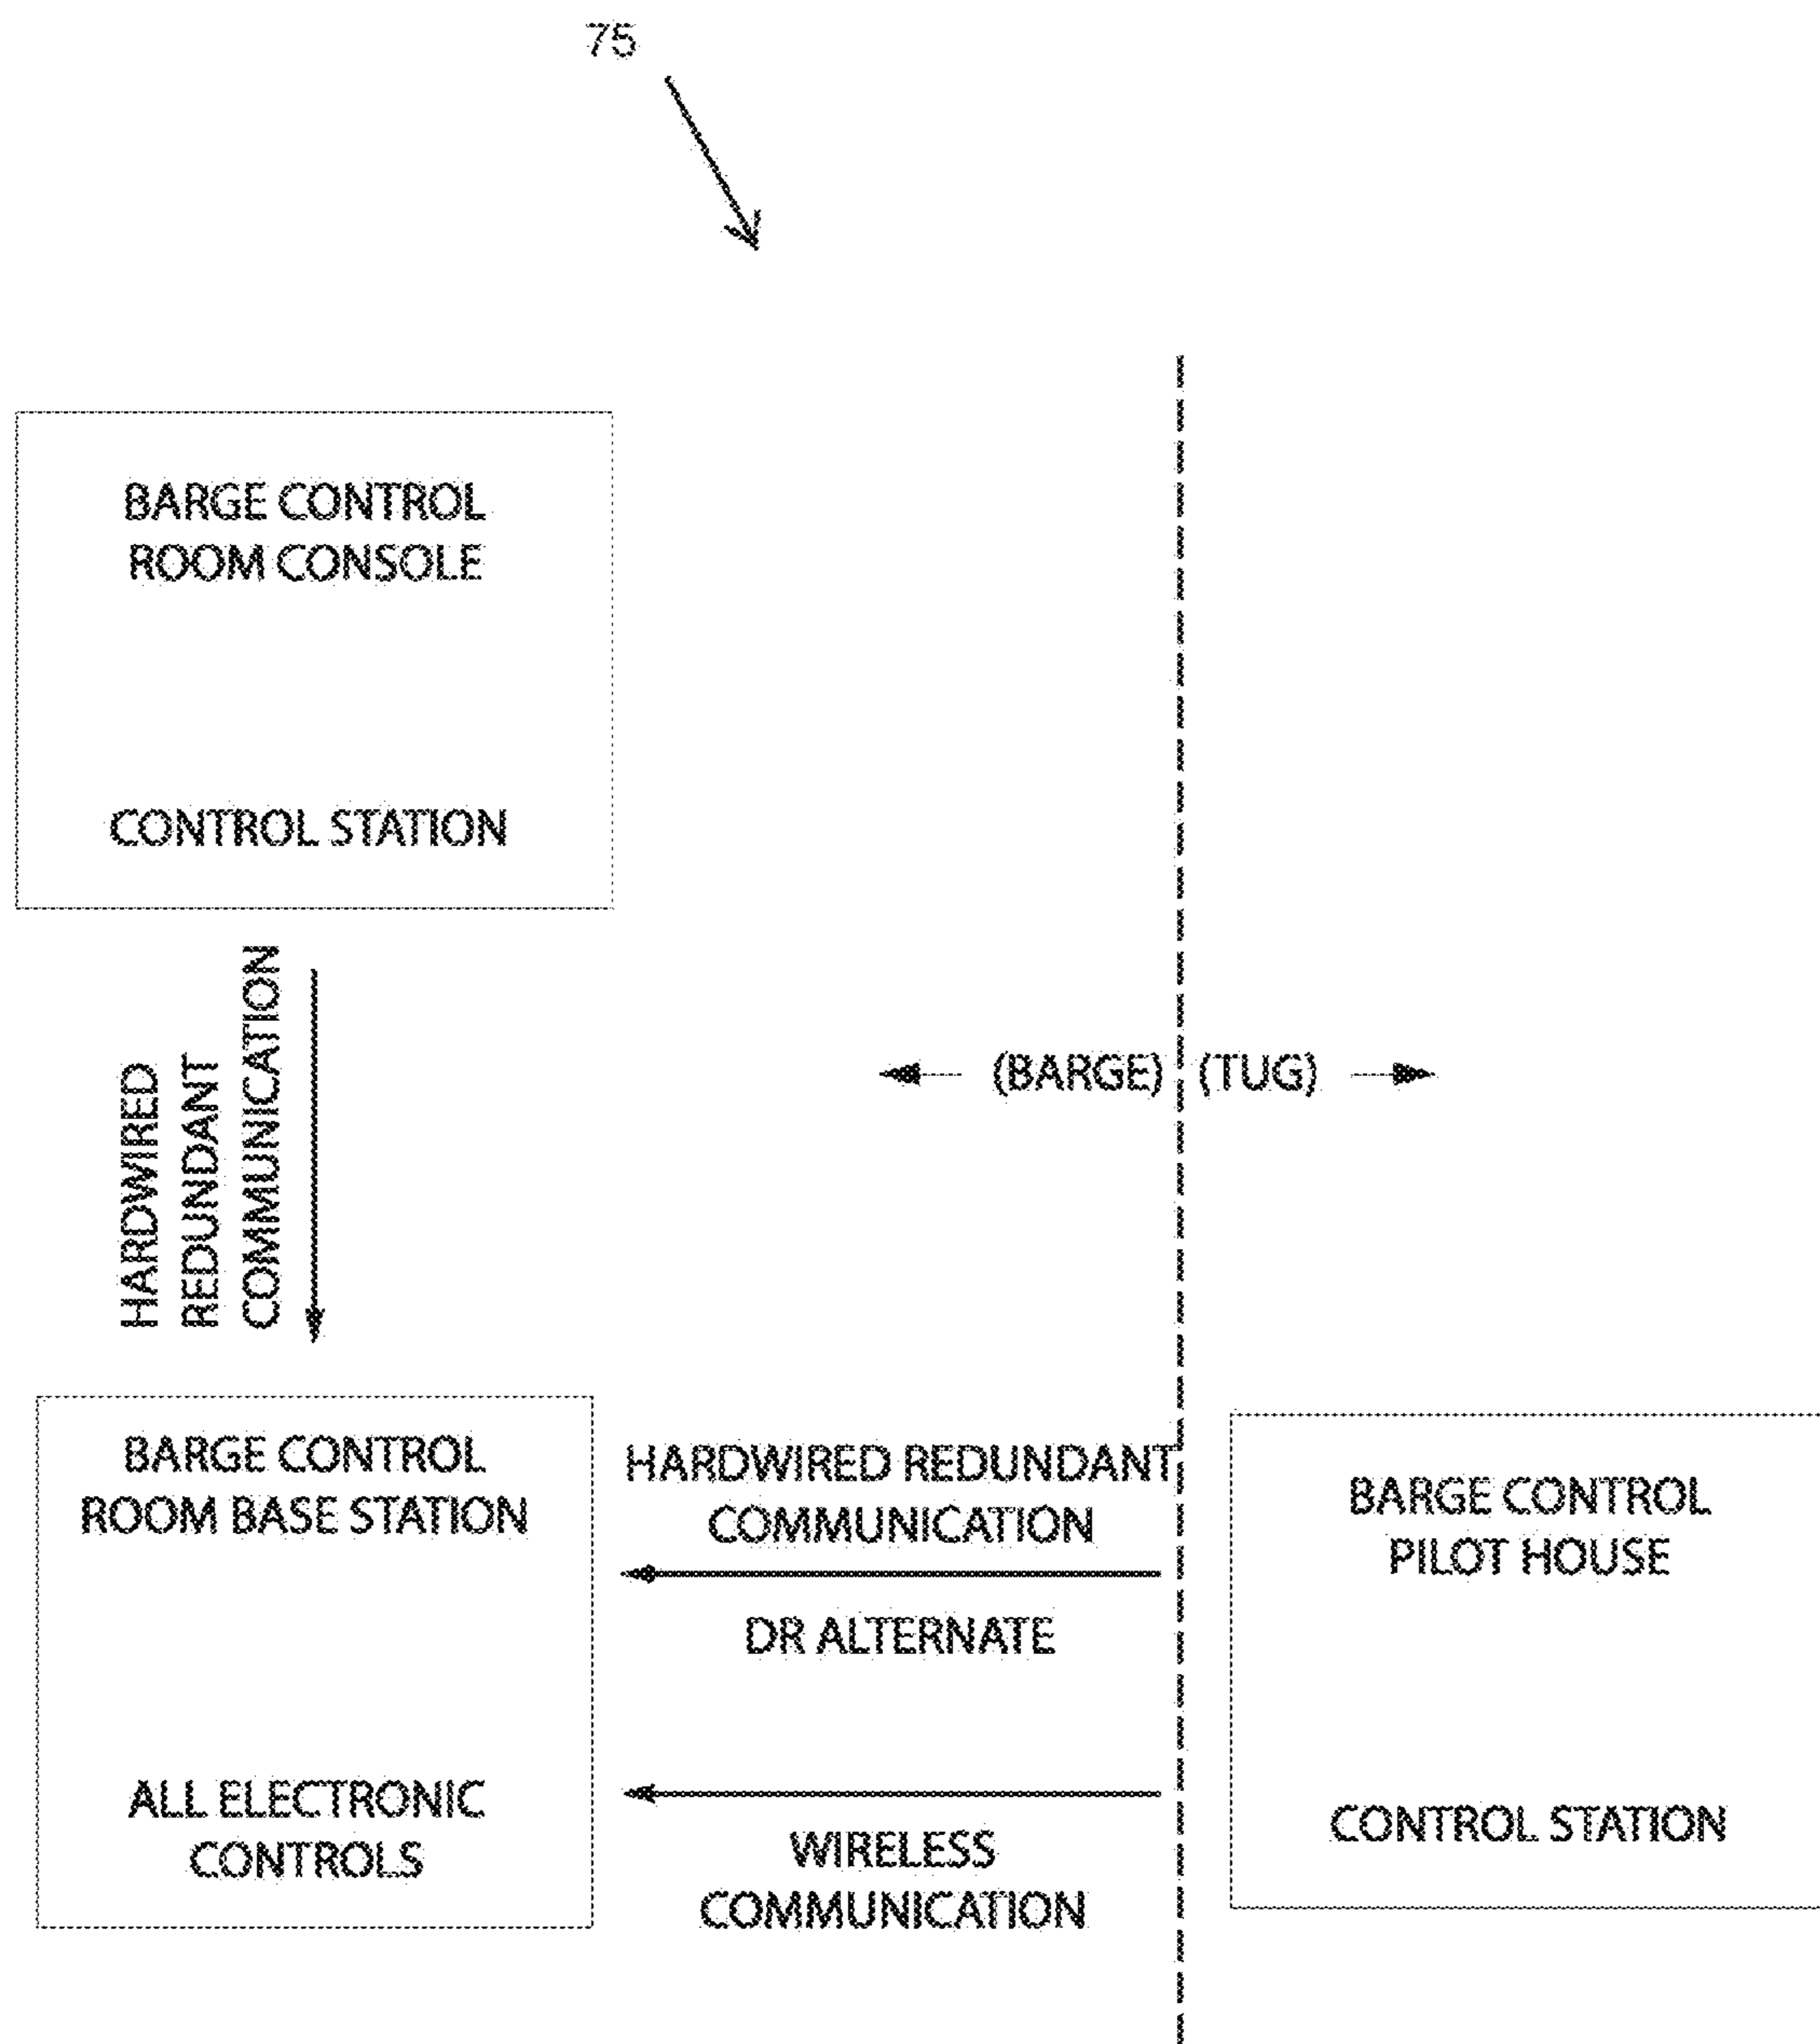 75
BARGE CONTROL
ROOM CONSOLE
CONTROL STATION
HARDWIRED
REDUNDANT
COMMUNICATION
(BARGE) (TUG)
BARGE CONTROL
ROOM BASE STATION
ALL ELECTRONIC
CONTROLS
HARDWIRED REDUNDANT
COMMUNICATION
DR ALTERNATE
WIRELESS
COMMUNICATION
BARGE CONTROL
PILOT HOUSE
CONTROL STATION